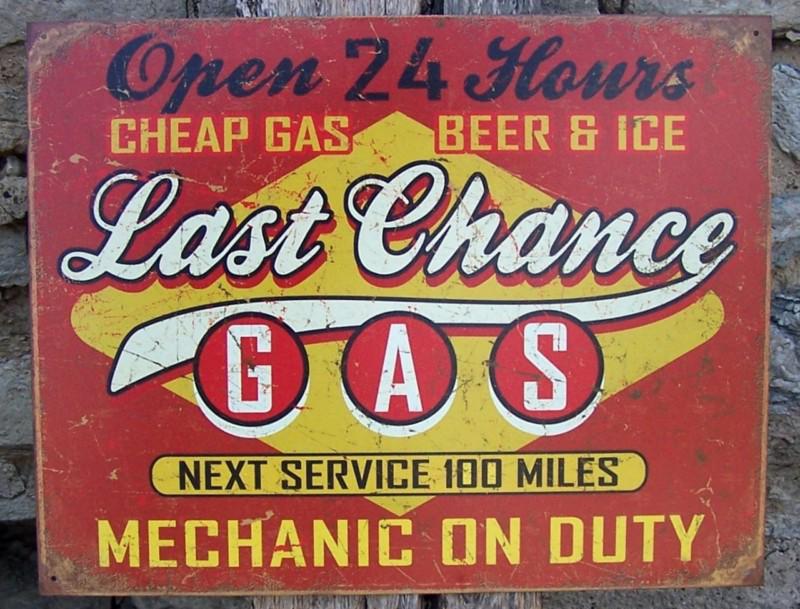 Open 24 Hours
CHEAP GAS BEER & ICE
Last Chance
GAS
NEXT SERVICE 100 MILES
MECHANIC ON DUTY